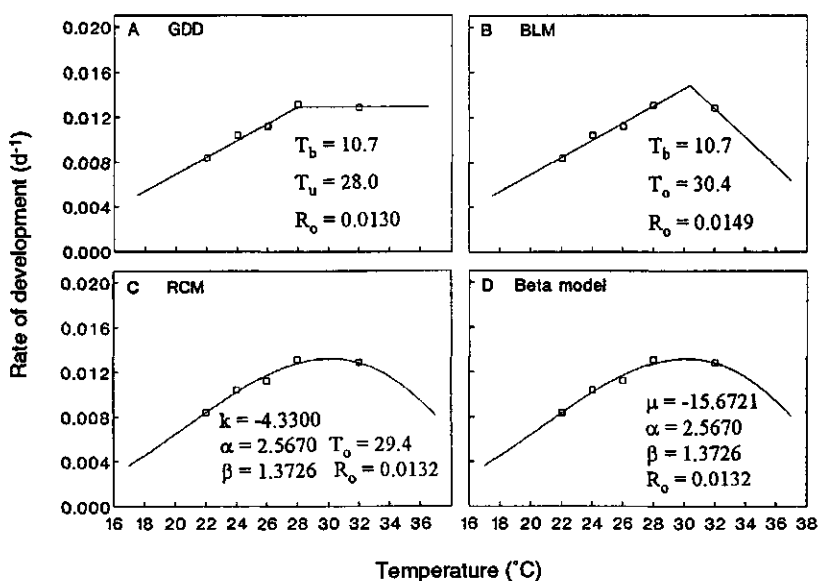 Rate of development (d⁻¹)
A GDD
0.020
0.016
0.012
0.008
0.004
0.000
T_b = 10.7
T_u = 28.0
R_o = 0.0130
B BLM
T_b = 10.7
T_o = 30.4
R_o = 0.0149
C RCM
0.020
0.016
0.012
0.008
0.004
0.000
k = -4.3300
α = 2.5670 T_o = 29.4
β = 1.3726 R_o = 0.0132
D Beta model
μ = -15.6721
α = 2.5670
β = 1.3726
R_o = 0.0132
16 18 20 22 24 26 28 30 32 34 36 16 18 20 22 24 26 28 30 32 34 36 38
Temperature (°C)